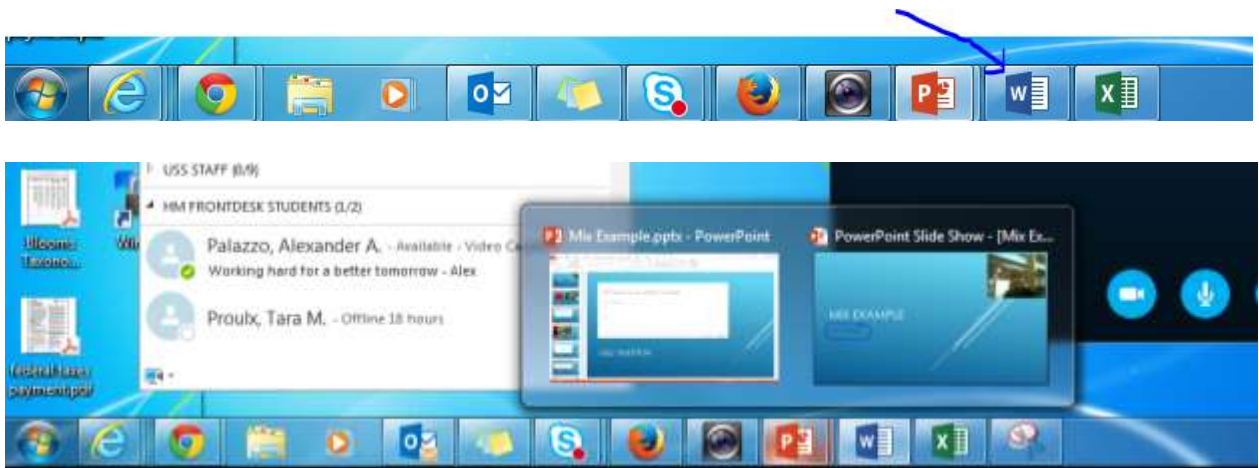 USS STAFF (0/9)
HM FRONTDESK STUDENTS (1/2)
Palazzo, Alexander A. - Available - Video
Working hard for a better tomorrow - Alex
Proulx, Tara M. - Offline 18 hours
Mix Example.pptx - PowerPoint
PowerPoint Slide Show - [Mix Ex...
MIX EXAMPLE
Blooms
Taxono...
federal taxes
payment.pdf